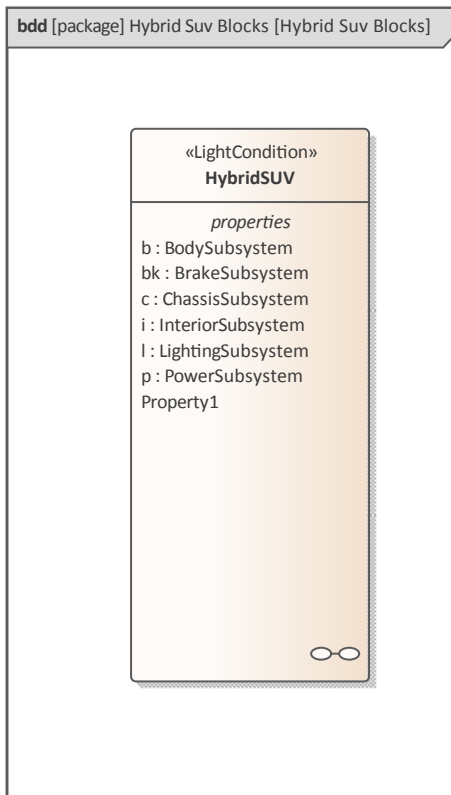 bdd [package] Hybrid Suv Blocks [Hybrid Suv Blocks]
«LightCondition»
HybridSUV
properties
b : BodySubsystem
bk : BrakeSubsystem
c : ChassisSubsystem
i : InteriorSubsystem
l : LightingSubsystem
p : PowerSubsystem
Property1